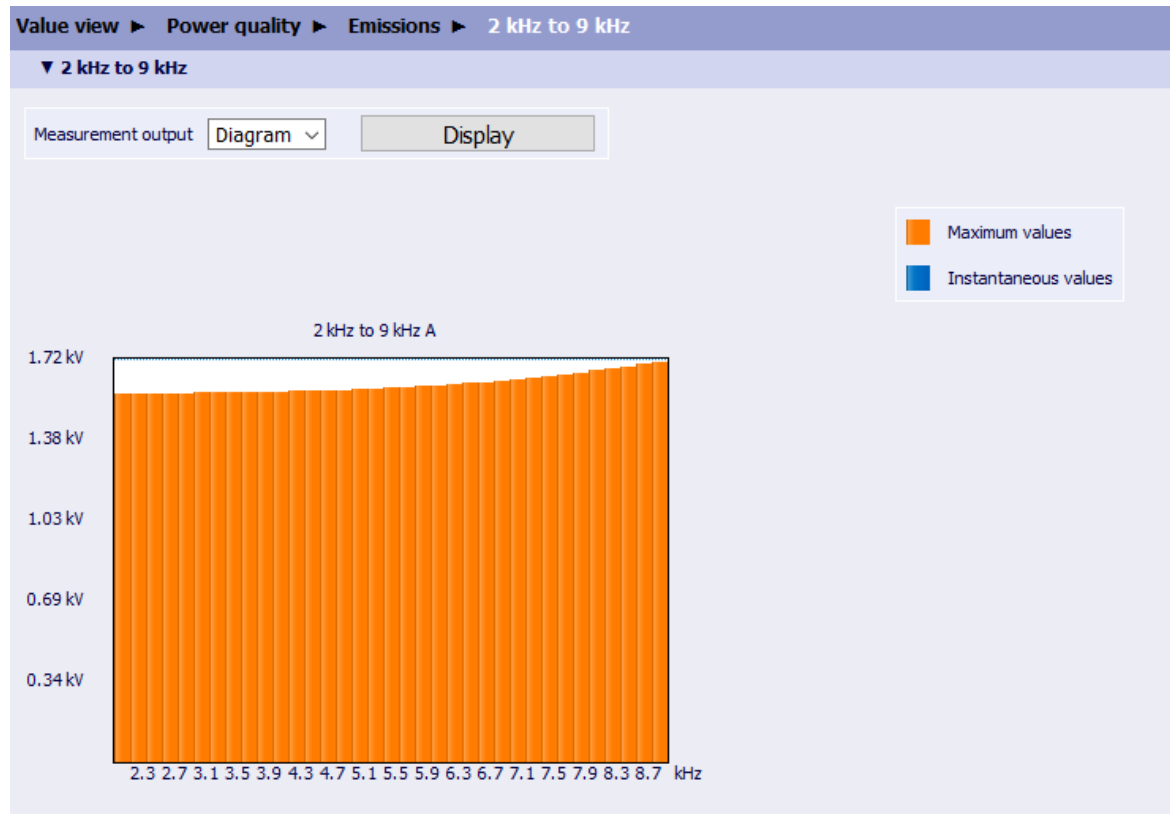 Value view ► Power quality ► Emissions ► 2 kHz to 9 kHz
▼ 2 kHz to 9 kHz
Measurement output Diagram Display
Maximum values
Instantaneous values
2 kHz to 9 kHz A
1.72 kV
1.38 kV
1.03 kV
0.69 kV
0.34 kV
2.3 2.7 3.1 3.5 3.9 4.3 4.7 5.1 5.5 5.9 6.3 6.7 7.1 7.5 7.9 8.3 8.7 kHz